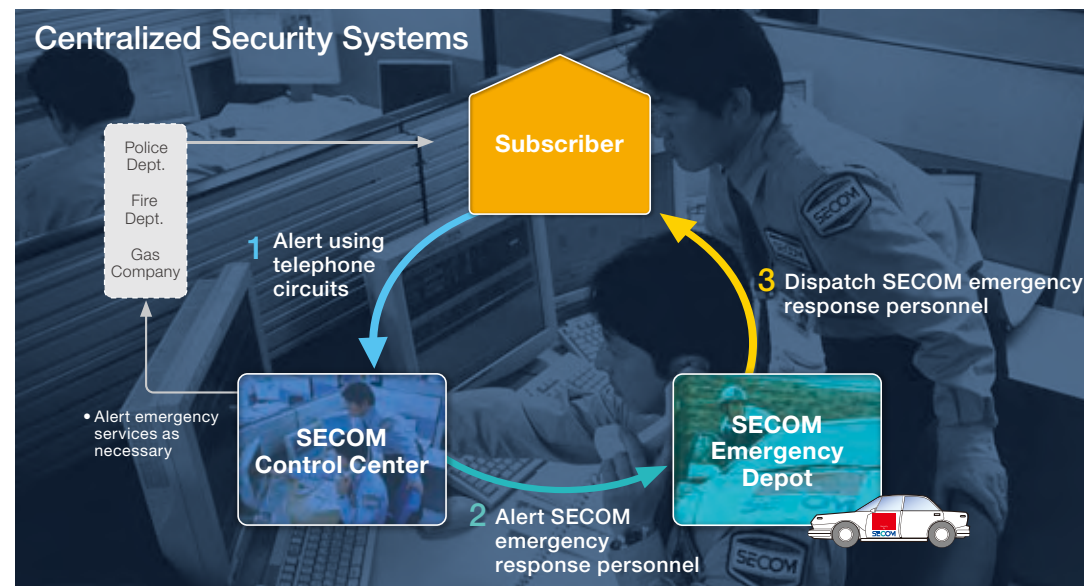 Centralized Security Systems
Subscriber
Police
Dept.
Fire
Dept.
Gas
Company
1 Alert using
telephone
circuits
3 Dispatch SECOM emergency
response personnel
• Alert emergency
services as
necessary
SECOM
Control Center
SECOM
Emergency
Depot
2 Alert SECOM
emergency
response personnel
SECOM
SECOM
SECOM